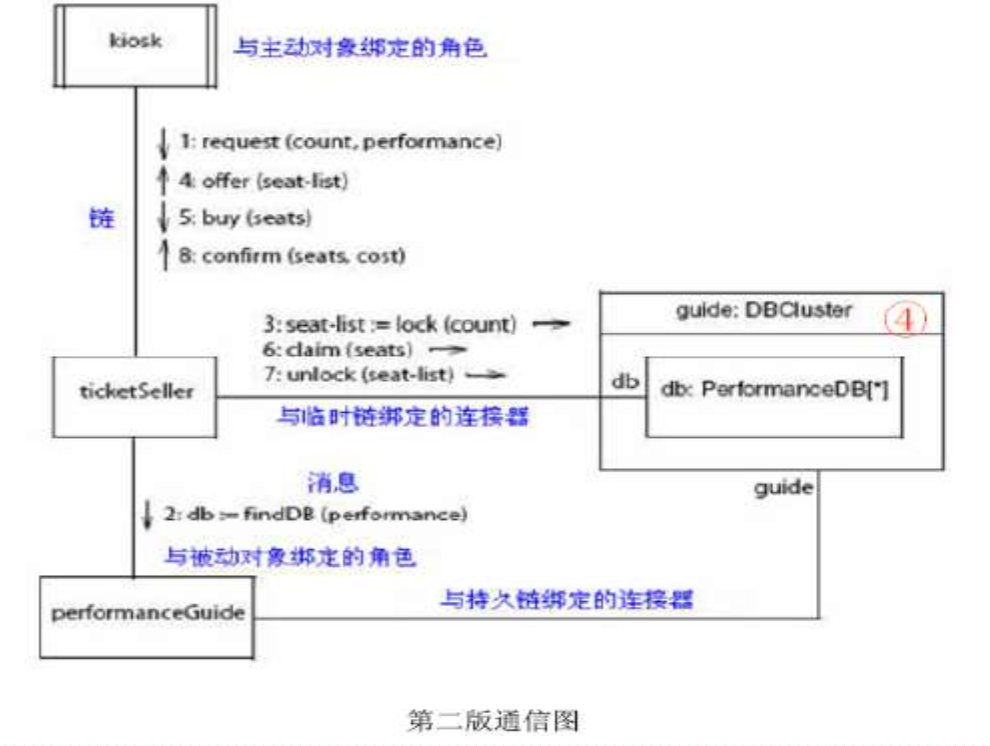 kiosk
与主动对象绑定的角色
1: request (count, performance)
4: offer (seat-list)
链
5: buy (seats)
8: confirm (seats, cost)
3: seat-list := lock (count)
6: claim (seats)
7: unlock (seat-list)
guide: DBCluster
④
ticketSeller
db
db: PerformanceDB[*]
与临时链绑定的连接器
消息
guide
2: db := findDB (performance)
与被动对象绑定的角色
performanceGuide
与持久链绑定的连接器
第二版通信图